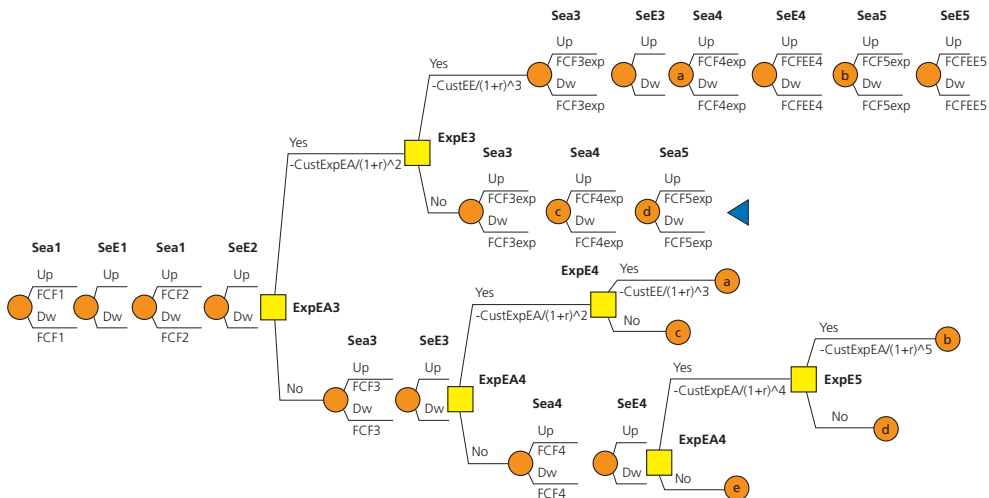 Sea3 SeE3 Sea4 SeE4 Sea5 SeE5
Up Up Up Up Up Up
Yes FCF3exp FCF4exp FCFEE4 FCF5exp FCFEE5
a b
-CustEE/(1+r)^3 Dw Dw Dw Dw Dw Dw
FCF3exp FCF4exp FCFEE4 FCF5exp FCFEE5
Yes ExpE3
-CustExpEA/(1+r)^2 Sea3 Sea4 Sea5
Up Up Up
No FCF3exp FCF4exp FCF5exp
c d
Dw Dw Dw
FCF3exp FCF4exp FCF5exp
Sea1 SeE1 Sea1 SeE2
Up Up Up Up ExpE4 Yes
FCF1 FCF2 Yes -CustEE/(1+r)^3 a
ExpEA3
Dw Dw Dw Dw -CustExpEA/(1+r)^2 No
FCF1 FCF2 c Yes
Sea3 SeE3 b
-CustExpEA/(1+r)^5
Up Up Yes
No FCF3 ExpEA4 ExpE5
-CustExpEA/(1+r)^4
Dw Dw Sea4 SeE4 No
FCF3 d
Up Up
No FCF4 ExpEA4
Dw Dw No
FCF4 e